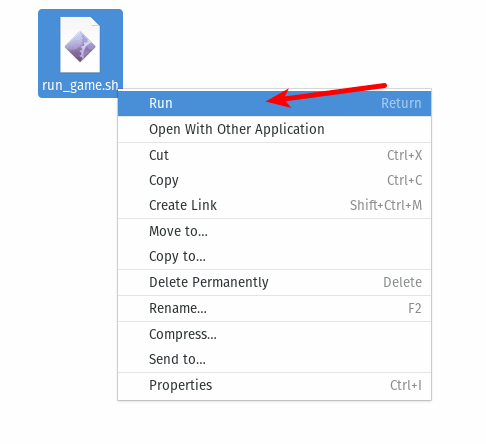 run_game.sh
Run Return
Open With Other Application
Cut Ctrl+X
Copy Ctrl+C
Create Link Shift+Ctrl+M
Move to...
Copy to...
Delete Permanently Delete
Rename... F2
Compress...
Send to...
Properties Ctrl+I